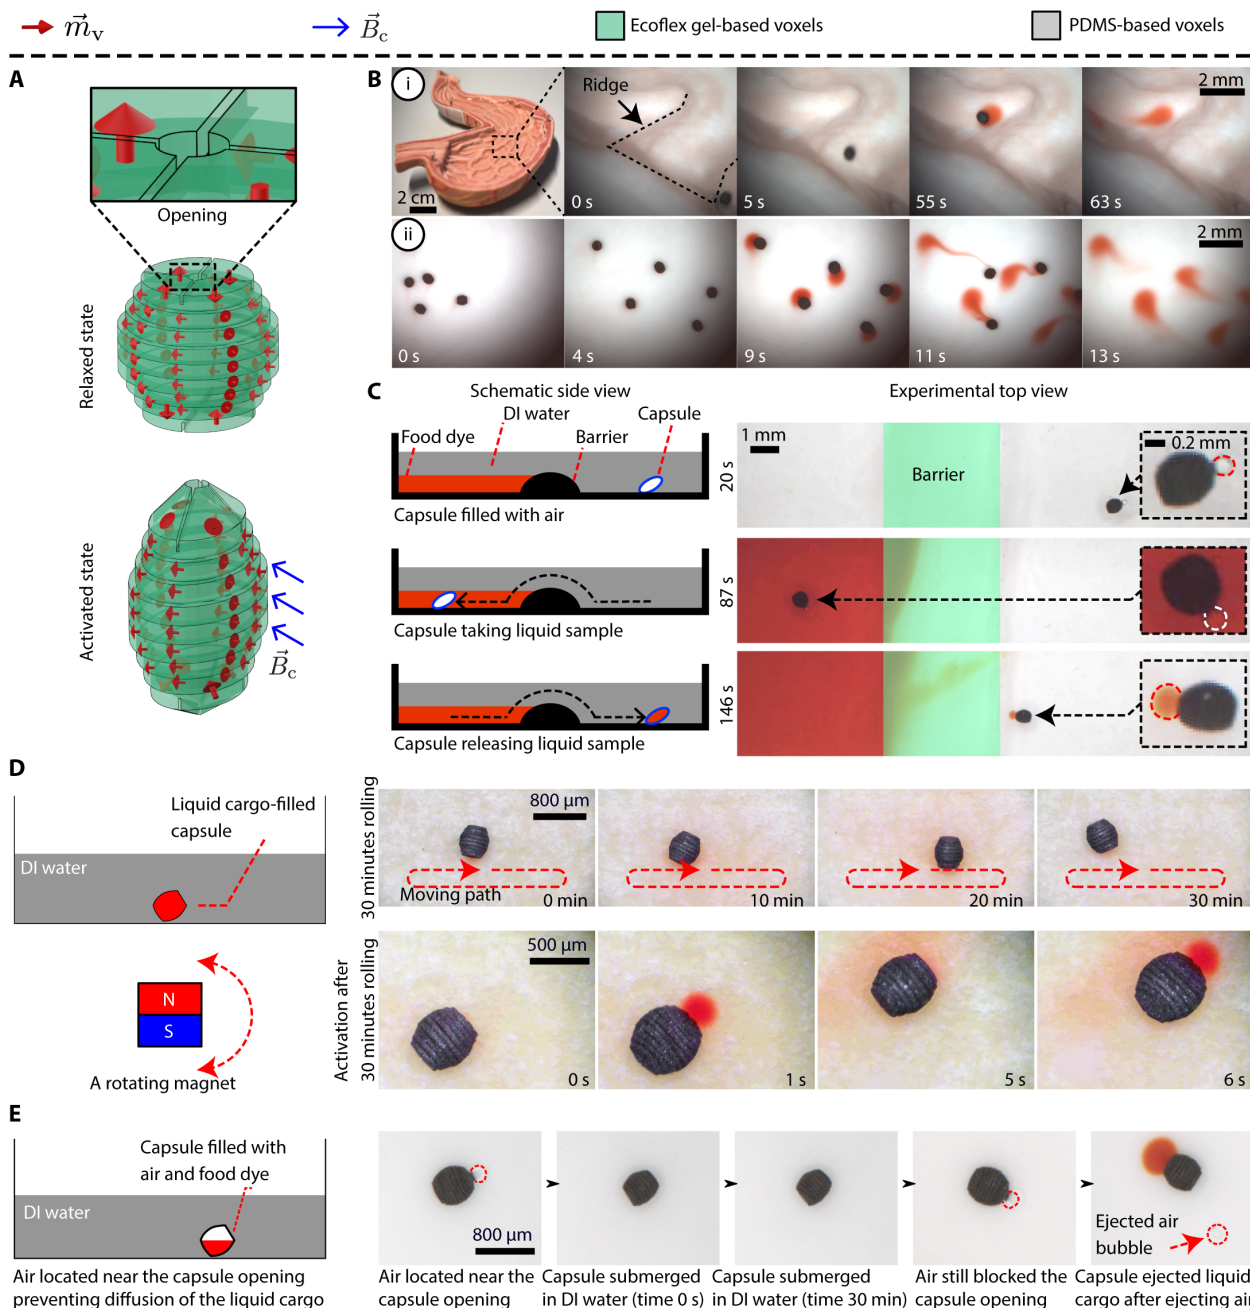 m⃗v
B⃗c
Ecoflex gel-based voxels
PDMS-based voxels
A
Opening
Relaxed state
Activated state
B⃗c
B
i
Ridge
2 cm
0 s
5 s
55 s
63 s
2 mm
ii
0 s
4 s
9 s
11 s
13 s
2 mm
C
Schematic side view
Experimental top view
DI water
Capsule
Food dye
Barrier
Capsule filled with air
Capsule taking liquid sample
Capsule releasing liquid sample
20 s
1 mm
Barrier
0.2 mm
87 s
146 s
D
Liquid cargo-filled
capsule
DI water
N
S
A rotating magnet
30 minutes rolling
800 µm
Moving path
0 min
10 min
20 min
30 min
Activation after
30 minutes rolling
500 µm
0 s
1 s
5 s
6 s
E
Capsule filled with
air and food dye
DI water
Air located near the capsule opening
preventing diffusion of the liquid cargo
800 µm
Air located near the
capsule opening
Capsule submerged
in DI water (time 0 s)
Capsule submerged
in DI water (time 30 min)
Air still blocked the
capsule opening
Ejected air
bubble
Capsule ejected liquid
cargo after ejecting air